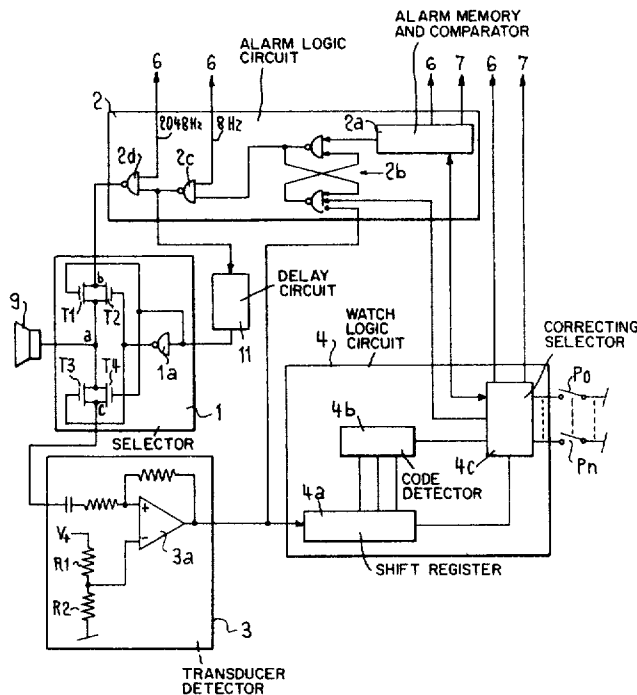 ALARM LOGIC
CIRCUIT
ALARM MEMORY
AND COMPARATOR
6
6
6
7
6
7
2
2048Hz
8Hz
2a
2d
2c
2b
DELAY
CIRCUIT
11
9
b
T1
T2
a
T3
T4
c
1a
1
SELECTOR
WATCH
LOGIC
CIRCUIT
4
CORRECTING
SELECTOR
P0
Pn
4b
4c
CODE
DETECTOR
4a
SHIFT REGISTER
V+
R1
R2
+
-
3a
3
TRANSDUCER
DETECTOR